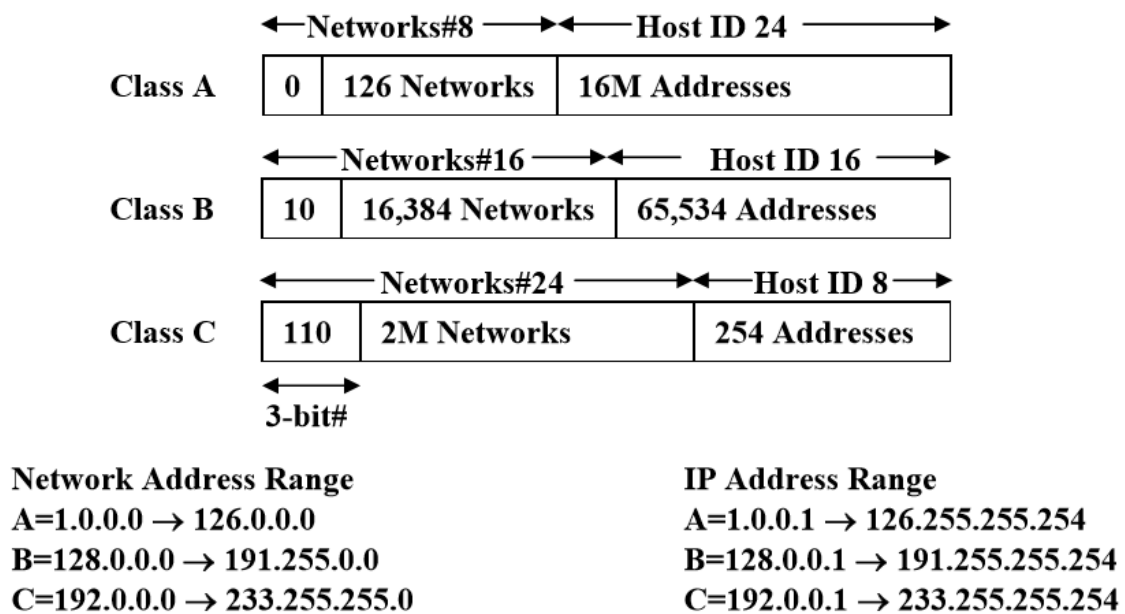 Networks#8 Host ID 24
Class A 0 126 Networks 16M Addresses
Networks#16 Host ID 16
Class B 10 16,384 Networks 65,534 Addresses
Networks#24 Host ID 8
Class C 110 2M Networks 254 Addresses
3-bit#
Network Address Range
A=1.0.0.0 → 126.0.0.0
B=128.0.0.0 → 191.255.0.0
C=192.0.0.0 → 233.255.255.0
IP Address Range
A=1.0.0.1 → 126.255.255.254
B=128.0.0.1 → 191.255.255.254
C=192.0.0.1 → 233.255.255.254